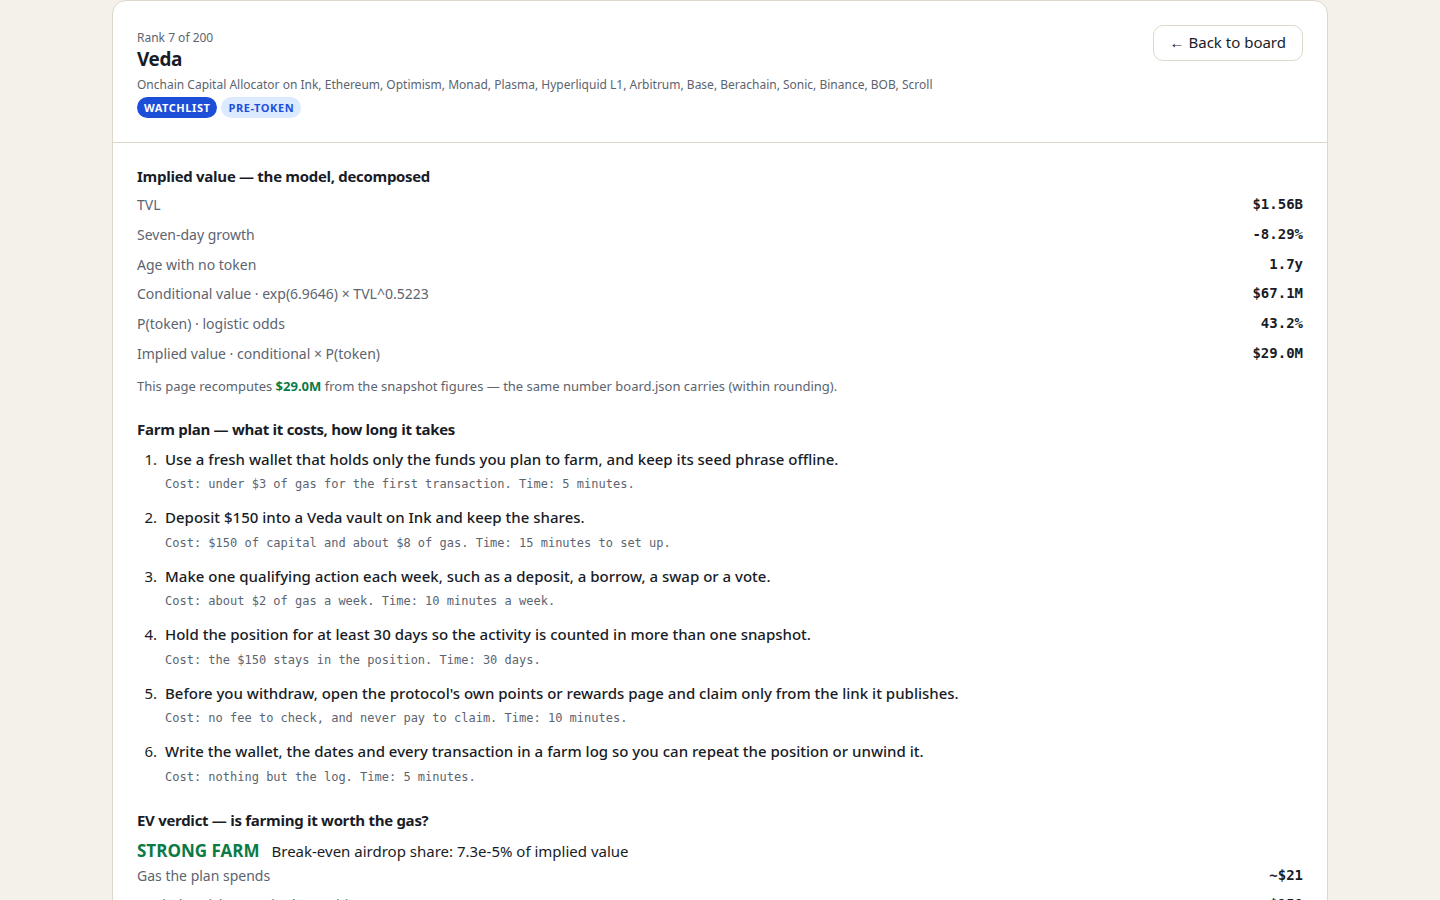 Rank 7 of 200
← Back to board
Veda
Onchain Capital Allocator on Ink, Ethereum, Optimism, Monad, Plasma, Hyperliquid L1, Arbitrum, Base, Berachain, Sonic, Binance, BOB, Scroll
WATCHLIST PRE-TOKEN
Implied value — the model, decomposed
TVL $1.56B
Seven-day growth -8.29%
Age with no token 1.7y
Conditional value · exp(6.9646) × TVL^0.5223 $67.1M
P(token) · logistic odds 43.2%
Implied value · conditional × P(token) $29.0M
This page recomputes $29.0M from the snapshot figures — the same number board.json carries (within rounding).
Farm plan — what it costs, how long it takes
1. Use a fresh wallet that holds only the funds you plan to farm, and keep its seed phrase offline.
Cost: under $3 of gas for the first transaction. Time: 5 minutes.
2. Deposit $150 into a Veda vault on Ink and keep the shares.
Cost: $150 of capital and about $8 of gas. Time: 15 minutes to set up.
3. Make one qualifying action each week, such as a deposit, a borrow, a swap or a vote.
Cost: about $2 of gas a week. Time: 10 minutes a week.
4. Hold the position for at least 30 days so the activity is counted in more than one snapshot.
Cost: the $150 stays in the position. Time: 30 days.
5. Before you withdraw, open the protocol's own points or rewards page and claim only from the link it publishes.
Cost: no fee to check, and never pay to claim. Time: 10 minutes.
6. Write the wallet, the dates and every transaction in a farm log so you can repeat the position or unwind it.
Cost: nothing but the log. Time: 5 minutes.
EV verdict — is farming it worth the gas?
STRONG FARM Break-even airdrop share: 7.3e-5% of implied value
Gas the plan spends ~$21